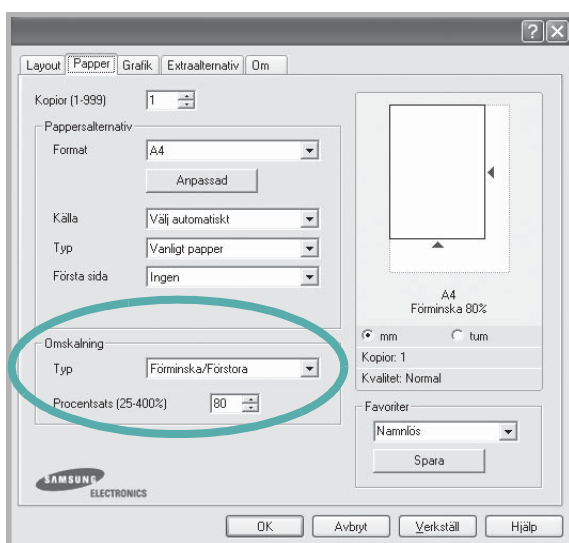 Layout Papper Grafik Extraalternativ Om
Kopior (1-999) 1
Pappersalternativ
Format A4
Anpassad
Källa Välj automatiskt
Typ Vanligt papper
Första sida Ingen
Omskalning
Typ Förminska/Förstora
Procentsats (25-400%) 80
SAMSUNG
ELECTRONICS
A4
Förminska 80%
mm tum
Kopior: 1
Kvalitet: Normal
Favoriter
Namnlös
Spara
OK Avbryt Verkställ Hjälp